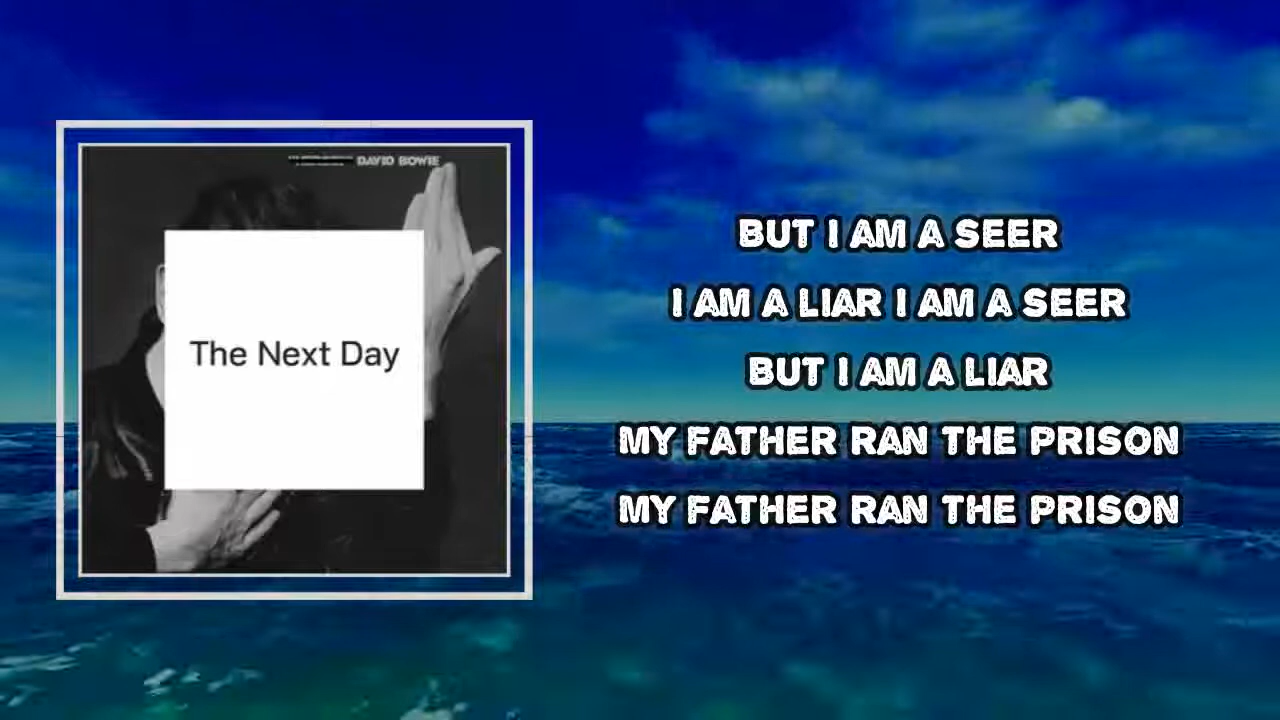 DAVID BOWIE
The Next Day
BUT I AM A SEER
I AM A LIAR I AM A SEER
BUT I AM A LIAR
MY FATHER RAN THE PRISON
MY FATHER RAN THE PRISON